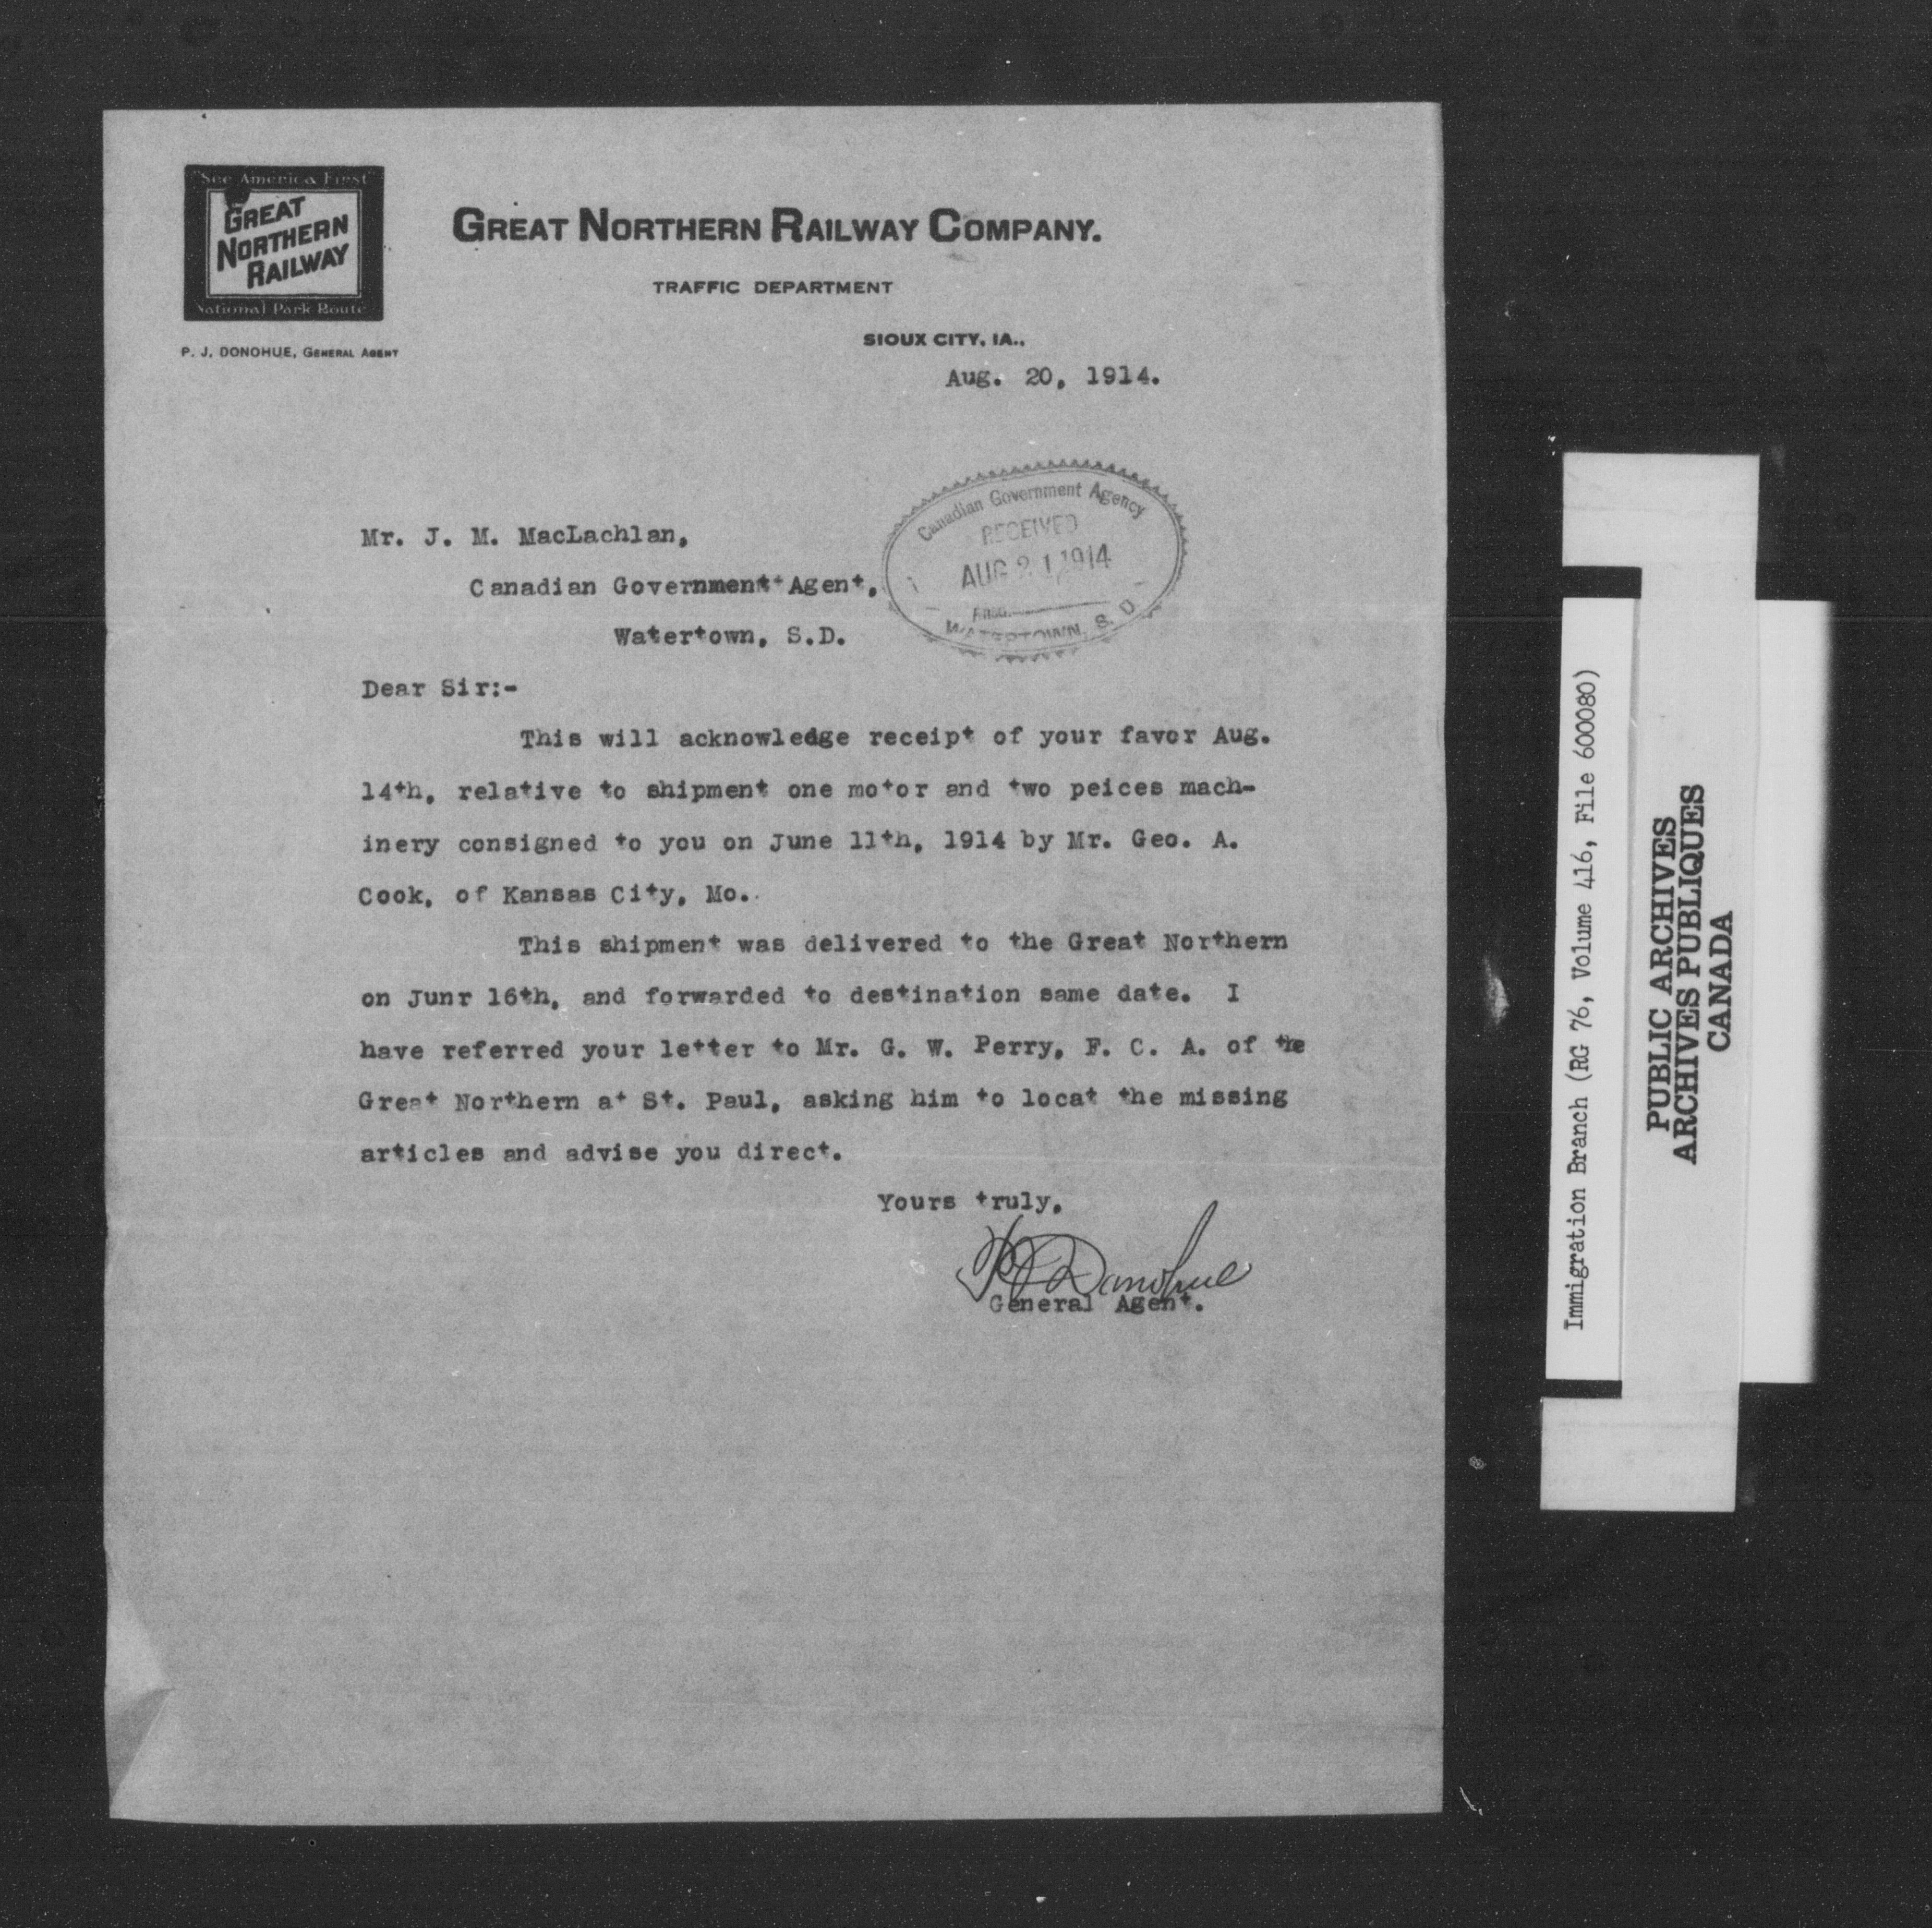 "See America First"
GREAT
NORTHERN
RAILWAY
National Park Route
P. J. DONOHUE, GENERAL AGENT
GREAT NORTHERN RAILWAY COMPANY.
TRAFFIC DEPARTMENT
SIOUX CITY, IA.,
Aug. 20, 1914.
Canadian Government Agency
RECEIVED
AUG 21 1914
WATERTOWN, S. D.
Mr. J. M. MacLachlan,
Canadian Government Agent,
Watertown, S.D.
Dear Sir:-
This will acknowledge receipt of your favor Aug.
14th, relative to shipment one motor and two peices mach-
inery consigned to you on June 11th, 1914 by Mr. Geo. A.
Cook, of Kansas City, Mo..
This shipment was delivered to the Great Northern
on Junr 16th, and forwarded to destination same date. I
have referred your letter to Mr. G. W. Perry, F. C. A. of the
Great Northern at St. Paul, asking him to locat the missing
articles and advise you direct.
Yours truly,
P J Donohue
General Agent.
Immigration Branch (RG 76, Volume 416, File 600080)
PUBLIC ARCHIVES
ARCHIVES PUBLIQUES
CANADA